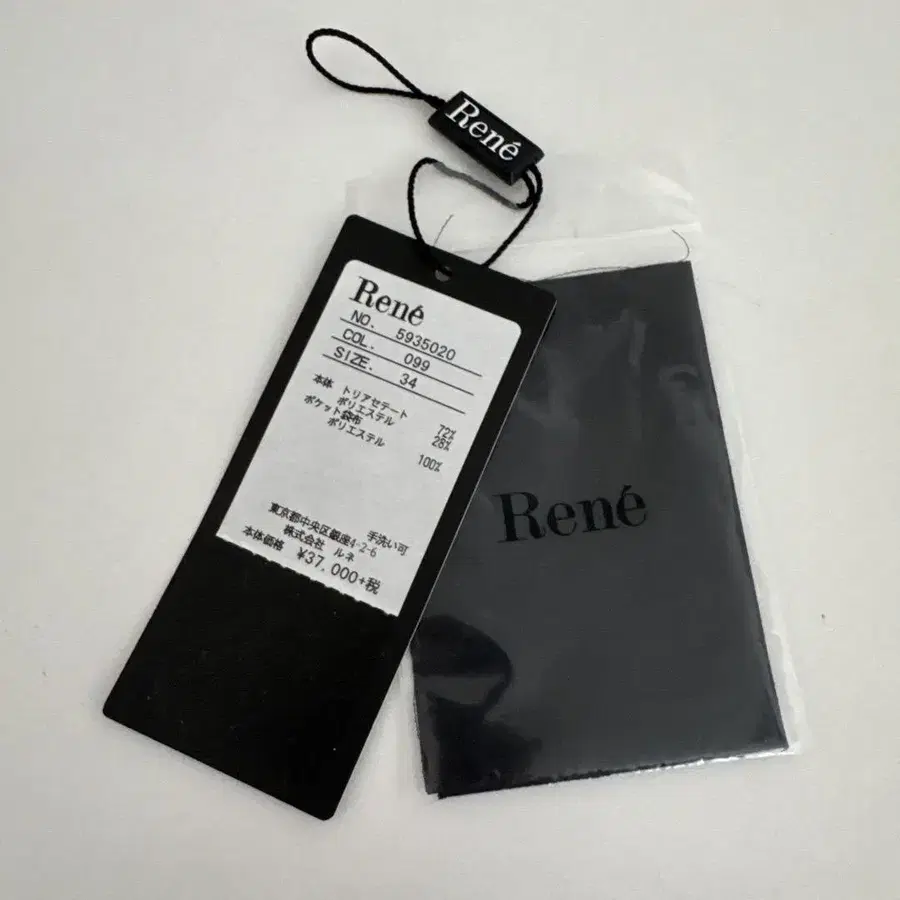 René
René
NO. 5935020
COL. 099
SIZE. 34
本体 トリアセテート 72%
ポリエステル 28%
ポケット袋布
ポリエステル 100%
手洗い可
東京都中央区銀座4-2-6
株式会社 ルネ
本体価格 ¥37,000+税
René